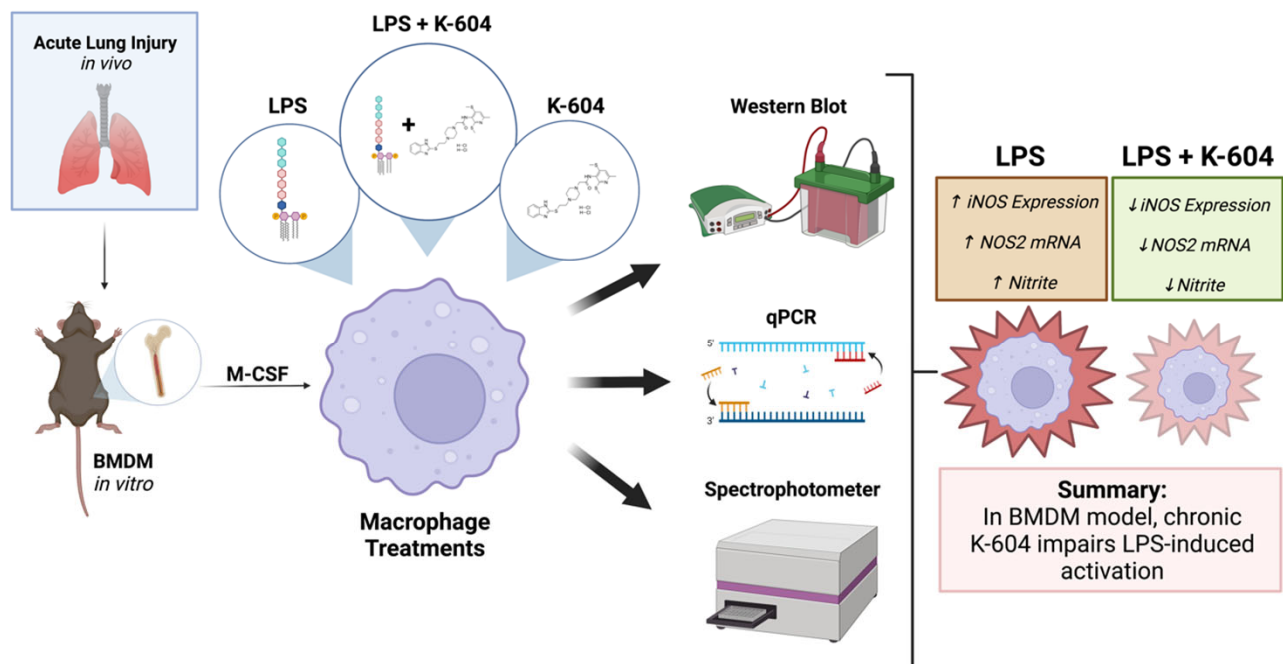 Acute Lung Injury
in vivo
LPS
LPS + K-604
+
K-604
BMDM
in vitro
M-CSF
Macrophage
Treatments
Western Blot
qPCR
5'
3'
Spectrophotometer
LPS
↑ iNOS Expression
↑ NOS2 mRNA
↑ Nitrite
LPS + K-604
↓ iNOS Expression
↓ NOS2 mRNA
↓ Nitrite
Summary:
In BMDM model, chronic
K-604 impairs LPS-induced
activation